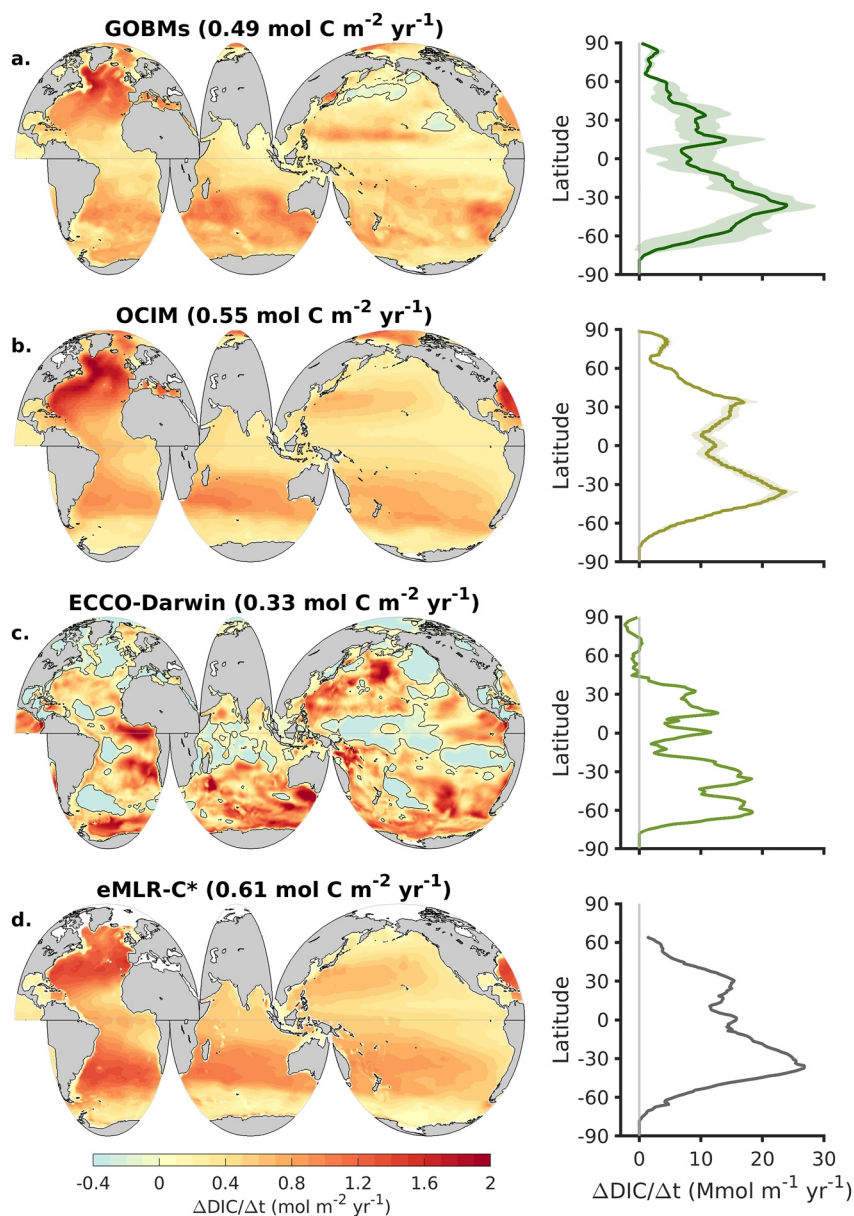 GOBMs (0.49 mol C m⁻² yr⁻¹)
a.
90
60
30
0
-30
-60
-90
Latitude
OCIM (0.55 mol C m⁻² yr⁻¹)
b.
90
60
30
0
-30
-60
-90
Latitude
ECCO-Darwin (0.33 mol C m⁻² yr⁻¹)
c.
90
60
30
0
-30
-60
-90
Latitude
eMLR-C* (0.61 mol C m⁻² yr⁻¹)
d.
90
60
30
0
-30
-60
-90
Latitude
-0.4 0 0.4 0.8 1.2 1.6 2
ΔDIC/Δt (mol m⁻² yr⁻¹)
0 10 20 30
ΔDIC/Δt (Mmol m⁻¹ yr⁻¹)